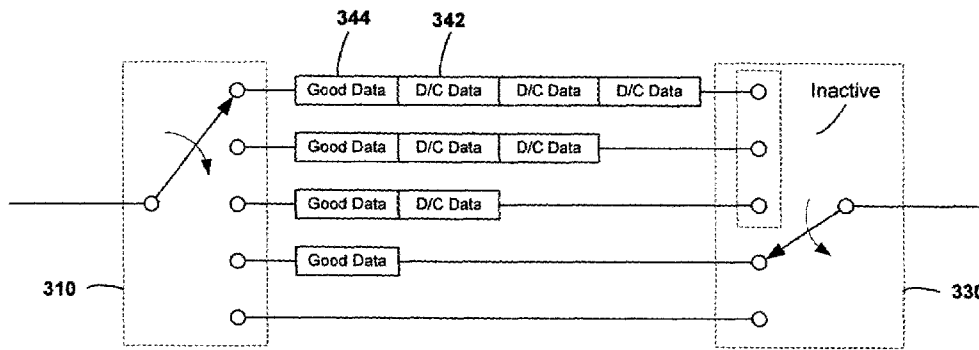 344 342
Good Data D/C Data D/C Data D/C Data
Inactive
Good Data D/C Data D/C Data
Good Data D/C Data
Good Data
310
330